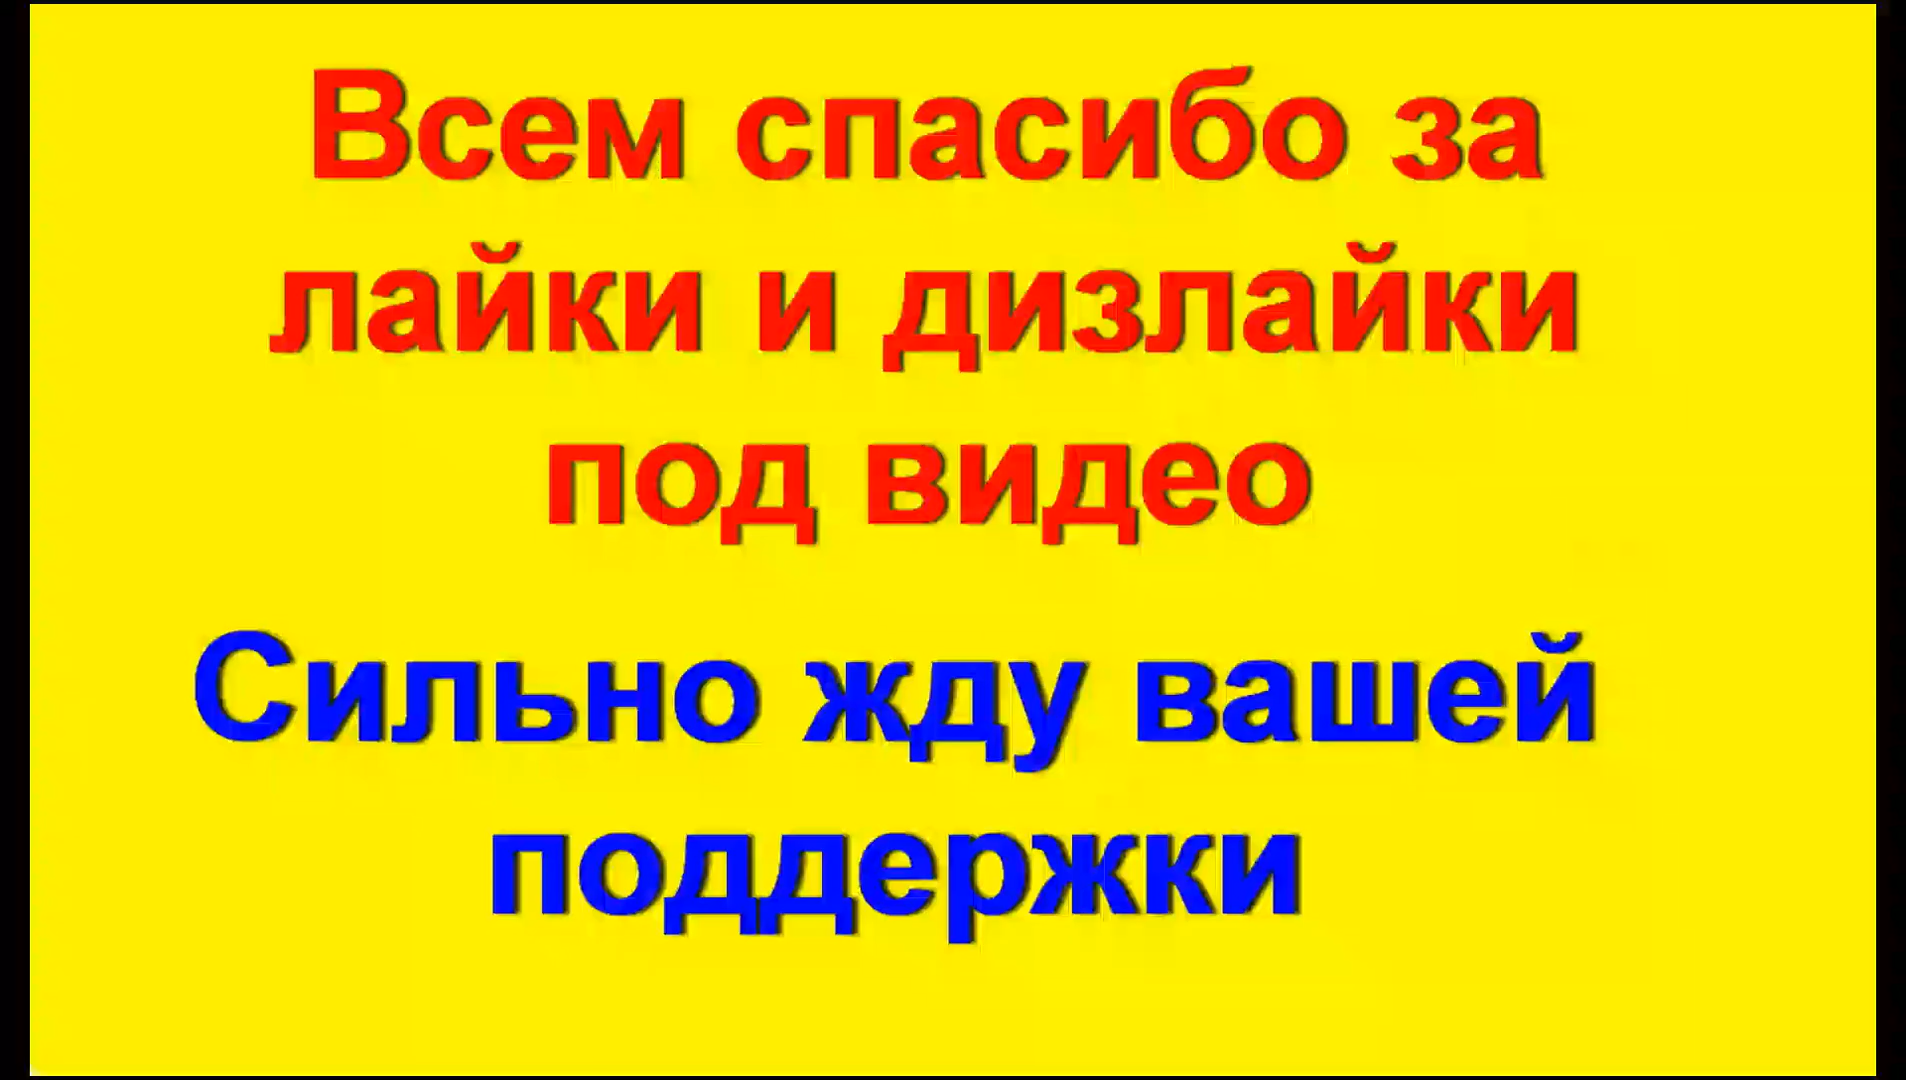 Всем спасибо за
лайки и дизлайки
под видео
Сильно жду вашей
поддержки